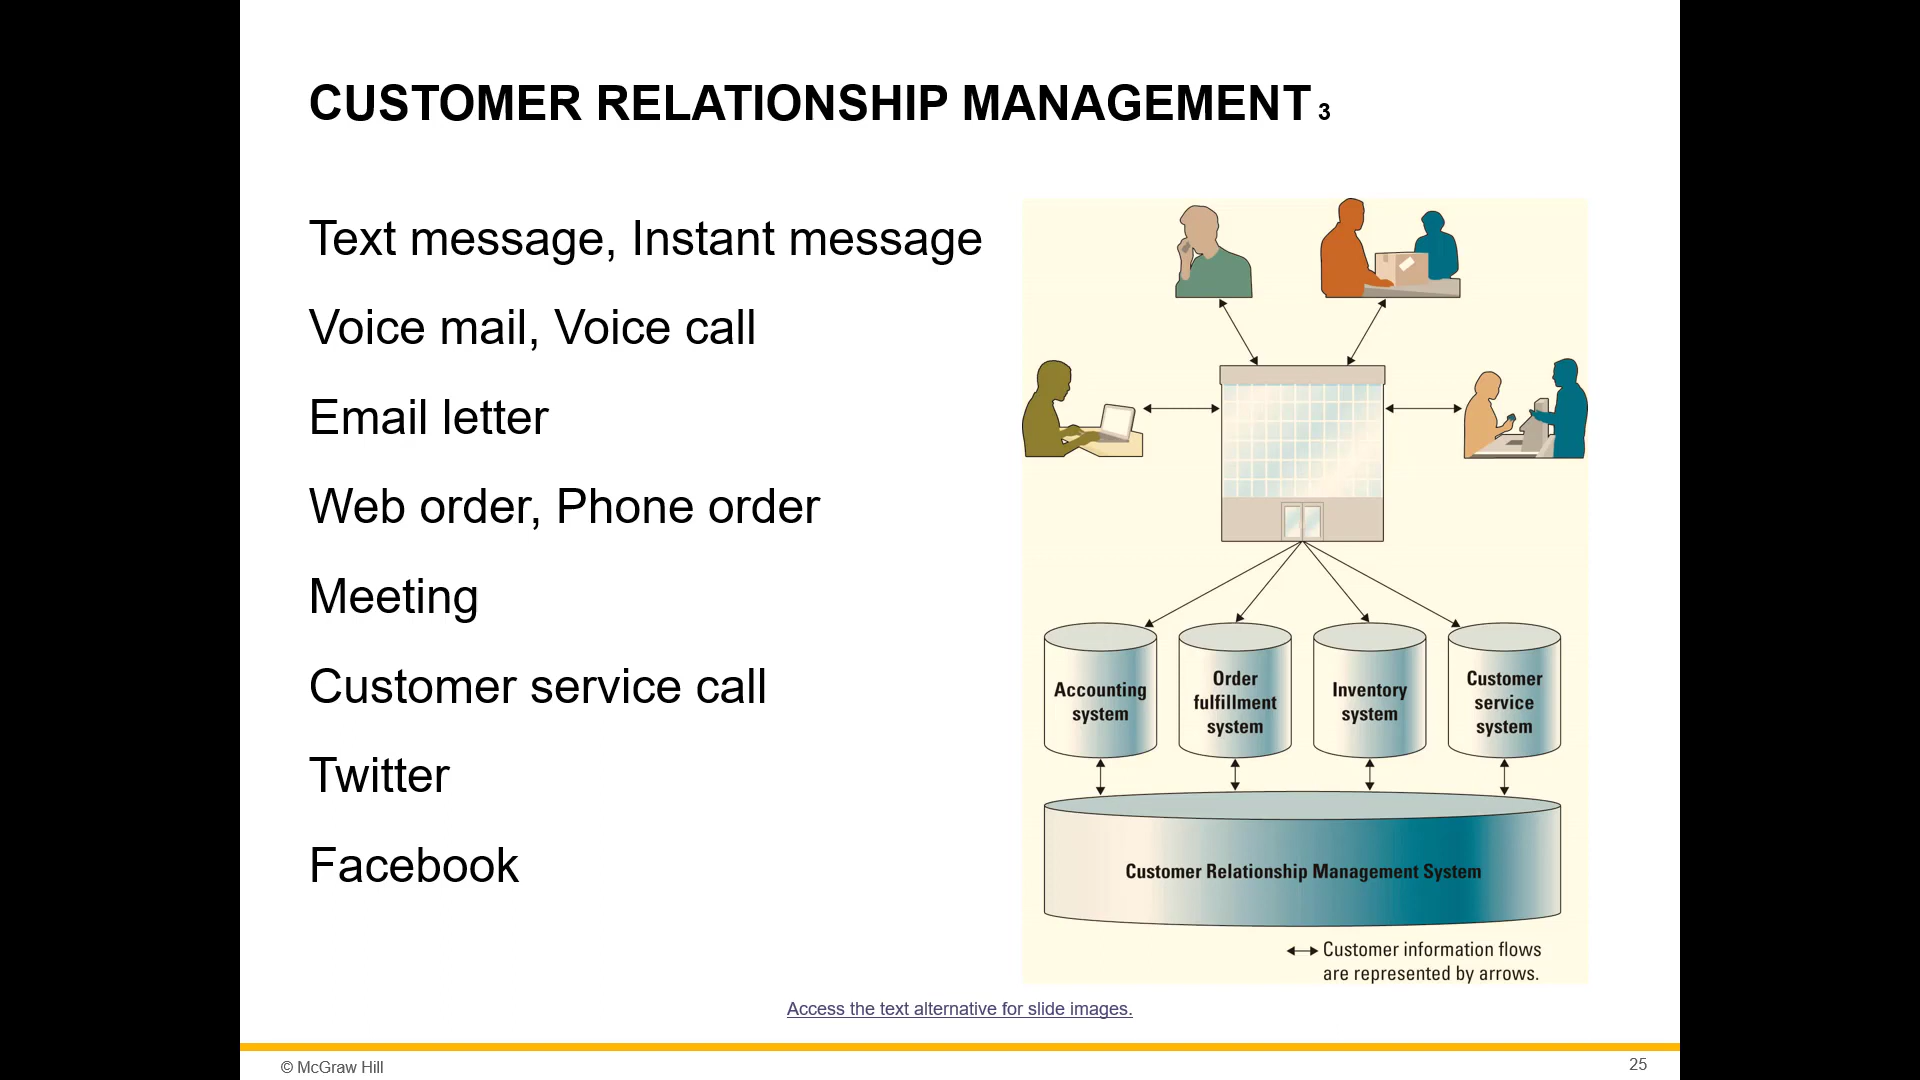 CUSTOMER RELATIONSHIP MANAGEMENT 3
Text message, Instant message
Voice mail, Voice call
Email letter
Web order, Phone order
Meeting
Customer service call
Twitter
Facebook
Accounting
system
Order
fulfillment
system
Inventory
system
Customer
service
system
Customer Relationship Management System
Customer information flows
are represented by arrows.
Access the text alternative for slide images.
© McGraw Hill
25